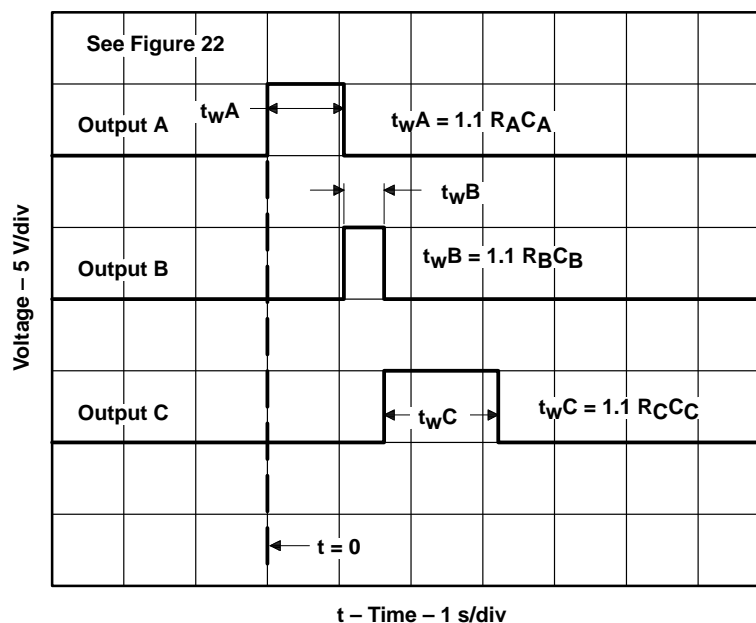 See Figure 22
twA
Output A
twA = 1.1 RACA
twB
Output B
twB = 1.1 RBCB
Output C
twC
twC = 1.1 RCCC
t = 0
Voltage – 5 V/div
t – Time – 1 s/div